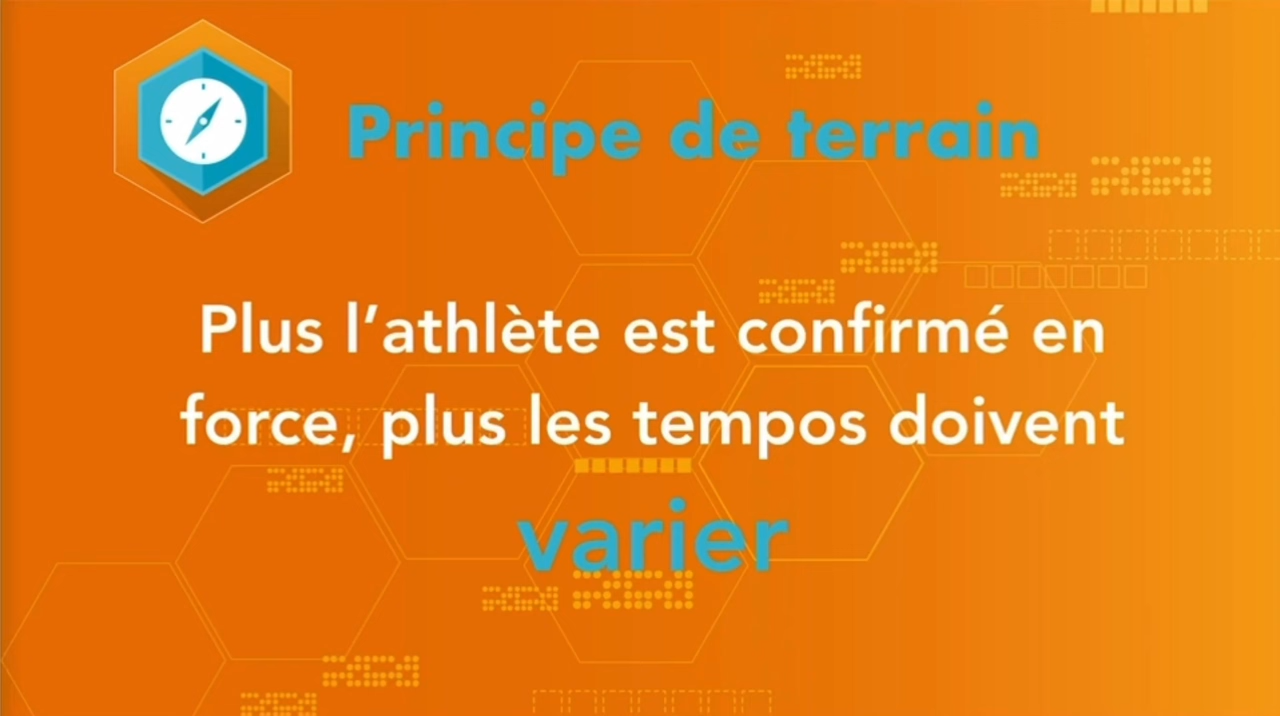 Principe de terrain
Plus l’athlète est confirmé en
force, plus les tempos doivent
varier